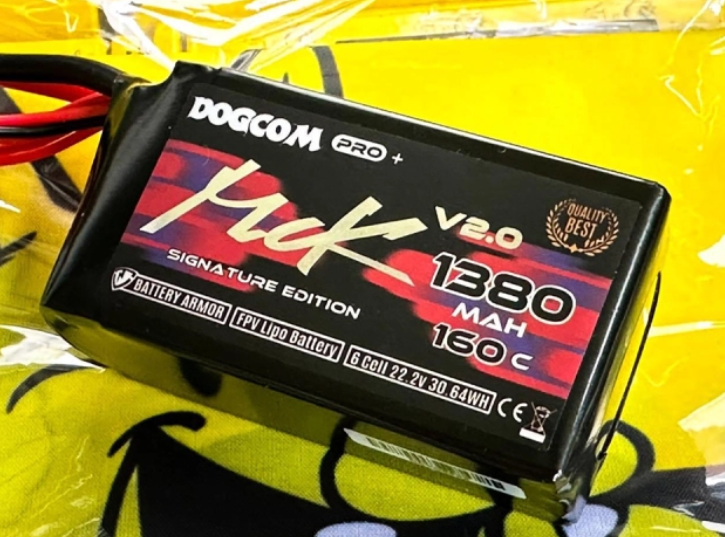 DOGCOM PRO +
MCK V2.0
QUALITY
BEST
SIGNATURE EDITION
1380
MAH
160 C
BATTERY ARMOR FPV Lipo Battery 6 Cell 22.2V 30.64WH CE